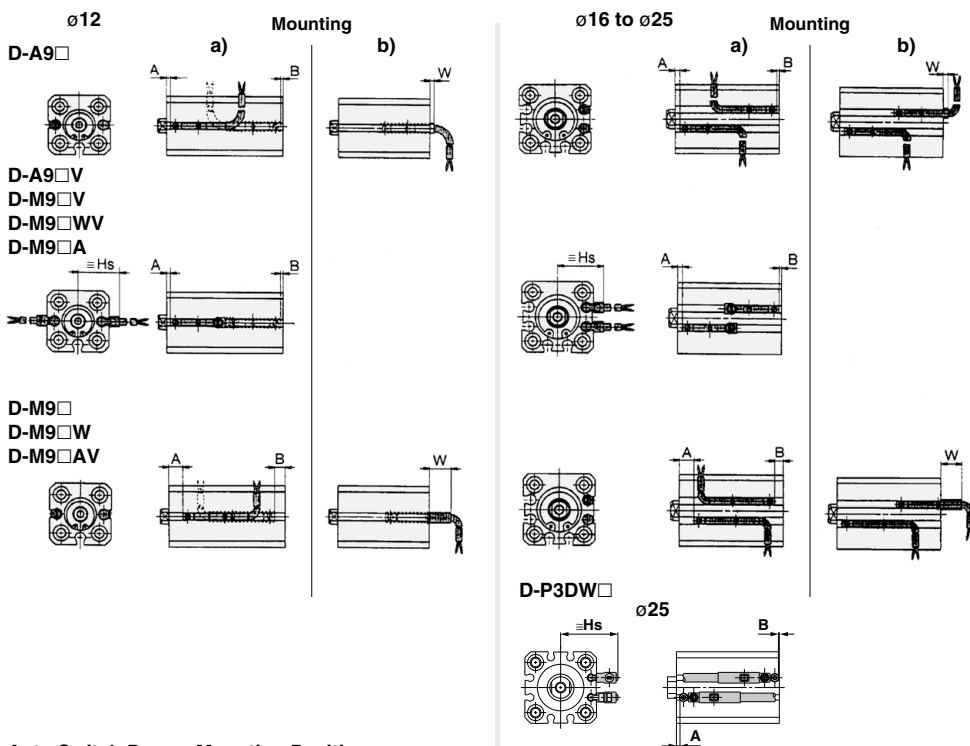 ø12
Mounting
a)
b)
D-A9□
A
B
W
D-A9□V
D-M9□V
D-M9□WV
D-M9□A
≅Hs
A
B
D-M9□
D-M9□W
D-M9□AV
A
B
W
ø16 to ø25
Mounting
a)
b)
A
B
W
≅Hs
A
B
A
B
W
D-P3DW□
ø25
≅Hs
B
A